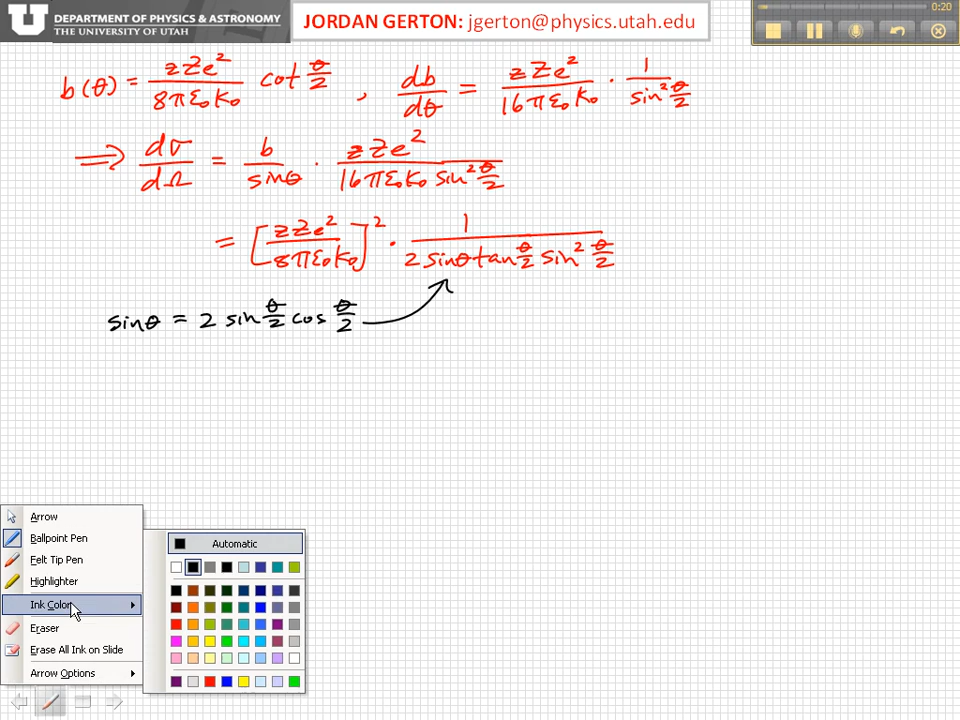 DEPARTMENT OF PHYSICS & ASTRONOMY
THE UNIVERSITY OF UTAH
JORDAN GERTON: jgerton@physics.utah.edu
0:20
b(θ) = zZe²/8πε₀K₀ cot θ/2 , db/dθ = zZe²/16πε₀K₀ · 1/sin² θ/2
⟹ dσ/dΩ = b/sinθ · zZe²/16πε₀K₀ sin² θ/2
= [zZe²/8πε₀K₀]² · 1/2 sinθ tan θ/2 sin² θ/2
sinθ = 2 sin θ/2 cos θ/2
Arrow
Ballpoint Pen
Felt Tip Pen
Highlighter
Ink Color
Eraser
Erase All Ink on Slide
Arrow Options
Automatic